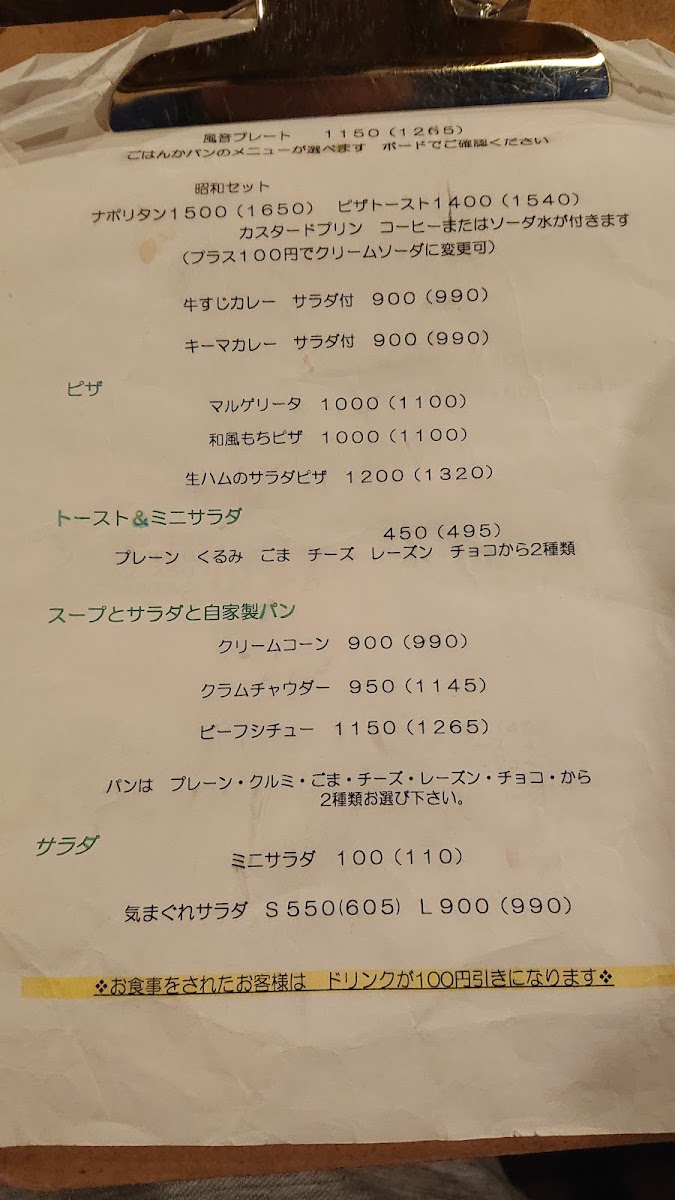 風音プレート 1150(1265)
ごはんかパンのメニューが選べます ボードでご確認ください
昭和セット
ナポリタン1500(1650) ピザトースト1400(1540)
カスタードプリン コーヒーまたはソーダ水が付きます
(プラス100円でクリームソーダに変更可)
牛すじカレー サラダ付 900(990)
キーマカレー サラダ付 900(990)
ピザ
マルゲリータ 1000(1100)
和風もちピザ 1000(1100)
生ハムのサラダピザ 1200(1320)
トースト&ミニサラダ
450(495)
プレーン くるみ ごま チーズ レーズン チョコから2種類
スープとサラダと自家製パン
クリームコーン 900(990)
クラムチャウダー 950(1145)
ビーフシチュー 1150(1265)
パンは プレーン・クルミ・ごま・チーズ・レーズン・チョコ・から
2種類お選び下さい。
サラダ
ミニサラダ 100(110)
気まぐれサラダ S550(605) L900(990)
❖お食事をされたお客様は ドリンクが100円引きになります❖